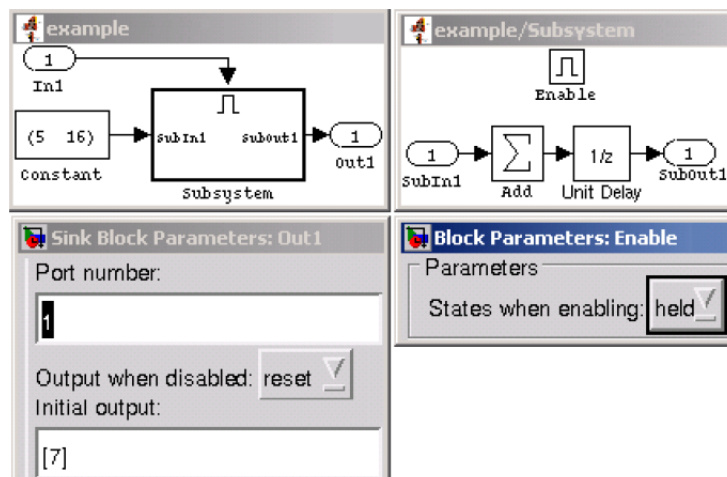 example
1
In1
(5 16)
Constant
subIn1
subout1
Subsystem
1
Out1
example/Subsystem
Enable
1
SubIn1
Σ
Add
1/z
Unit Delay
1
SubOut1
Sink Block Parameters: Out1
Port number:
1
Output when disabled: reset
Initial output:
[7]
Block Parameters: Enable
Parameters
States when enabling: held